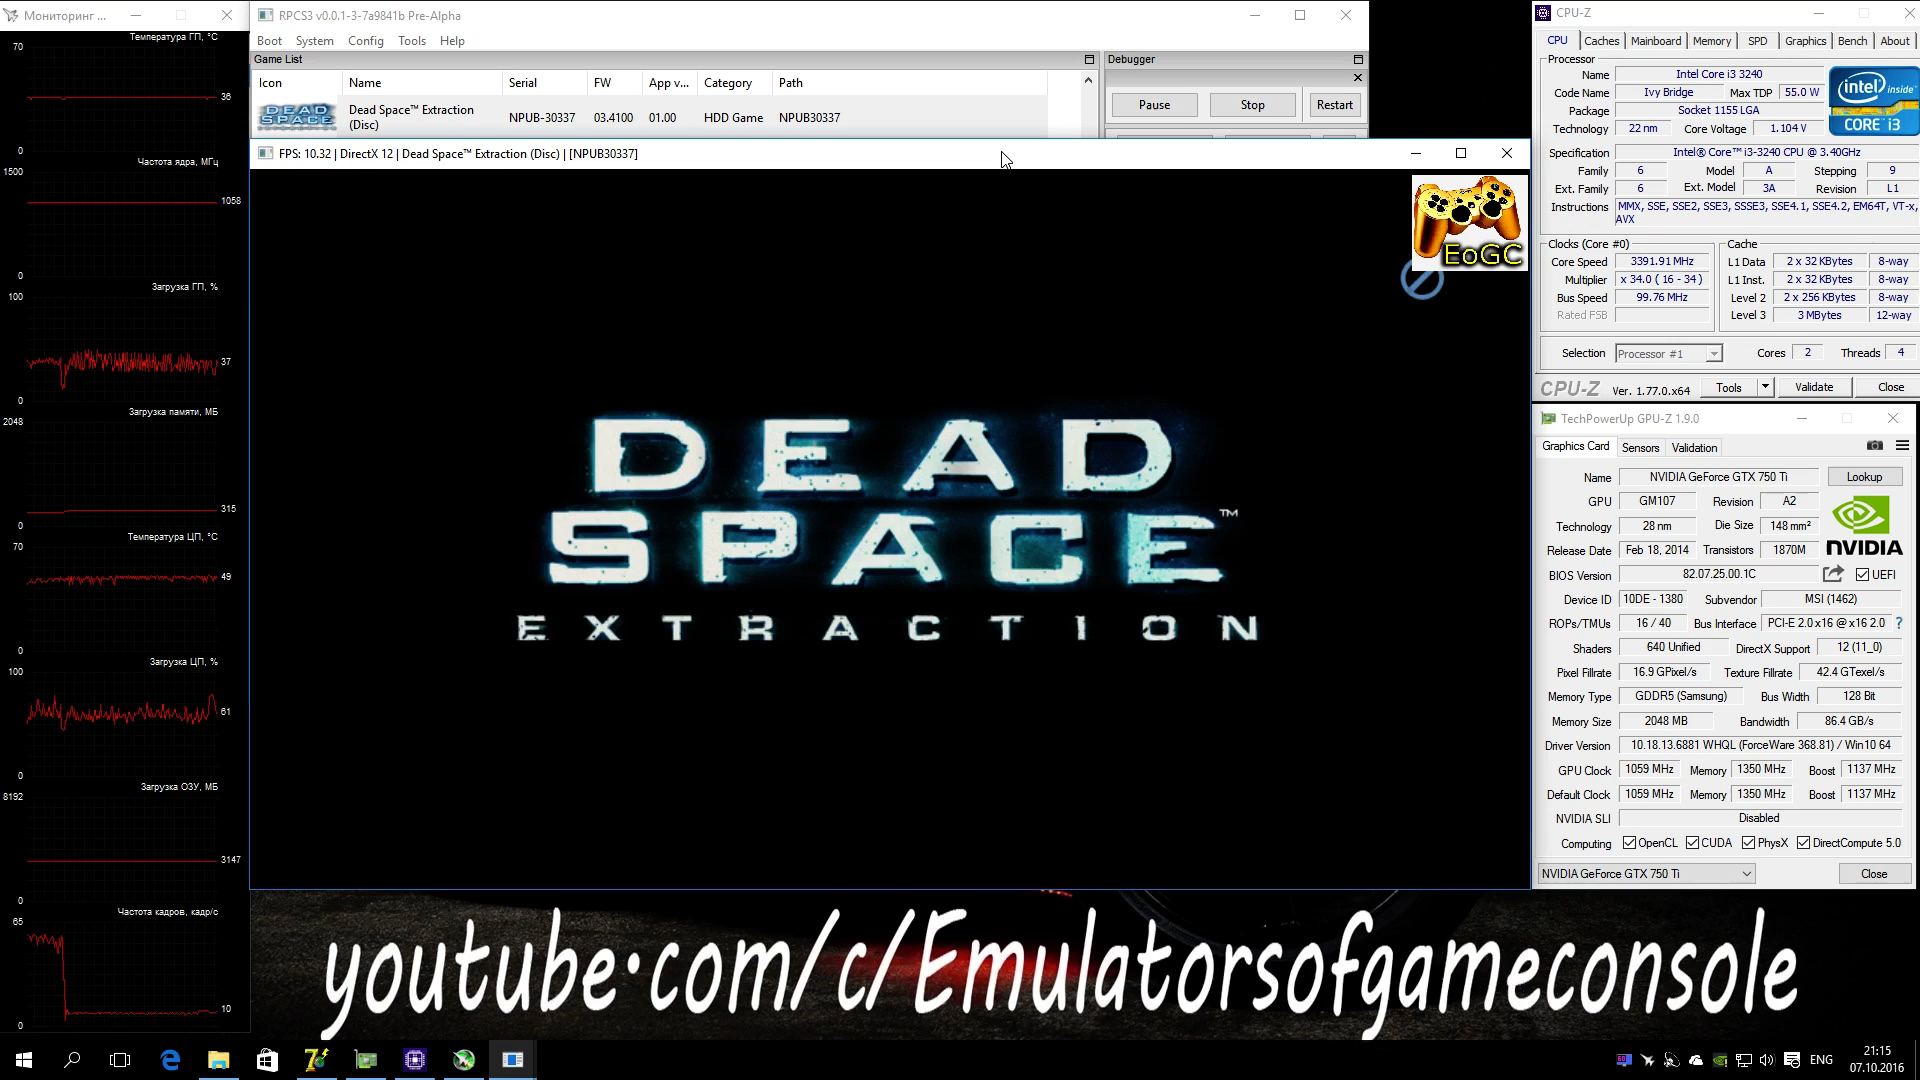 Мониторинг ...
Температура ГП, °C
70
36
0
Частота ядра, МГц
1500
1058
0
Загрузка ГП, %
100
37
0
Загрузка памяти, МБ
2048
315
0
Температура ЦП, °C
70
49
0
Загрузка ЦП, %
100
61
0
Загрузка ОЗУ, МБ
8192
3147
0
Частота кадров, кадр/с
65
10
0
RPCS3 v0.0.1-3-7a9841b Pre-Alpha
Boot System Config Tools Help
Game List
Icon Name Serial FW App v... Category Path
DEAD SPACE
Dead Space™ Extraction (Disc) NPUB-30337 03.4100 01.00 HDD Game NPUB30337
Debugger
Pause Stop Restart
FPS: 10.32 | DirectX 12 | Dead Space™ Extraction (Disc) | [NPUB30337]
EoGC
DEAD
SPACE™
EXTRACTION
youtube.com/c/Emulatorsofgameconsole
CPU-Z
CPU Caches Mainboard Memory SPD Graphics Bench About
Processor
Name Intel Core i3 3240
Code Name Ivy Bridge Max TDP 55.0 W
Package Socket 1155 LGA
Technology 22 nm Core Voltage 1.104 V
intel inside™
CORE i3
Specification Intel® Core™ i3-3240 CPU @ 3.40GHz
Family 6 Model A Stepping 9
Ext. Family 6 Ext. Model 3A Revision L1
Instructions MMX, SSE, SSE2, SSE3, SSSE3, SSE4.1, SSE4.2, EM64T, VT-x,
AVX
Clocks (Core #0) Cache
Core Speed 3391.91 MHz L1 Data 2 x 32 KBytes 8-way
Multiplier x 34.0 ( 16 - 34 ) L1 Inst. 2 x 32 KBytes 8-way
Bus Speed 99.76 MHz Level 2 2 x 256 KBytes 8-way
Rated FSB Level 3 3 MBytes 12-way
Selection Processor #1 Cores 2 Threads 4
CPU-Z Ver. 1.77.0.x64 Tools Validate Close
TechPowerUp GPU-Z 1.9.0
Graphics Card Sensors Validation
Name NVIDIA GeForce GTX 750 Ti Lookup
GPU GM107 Revision A2
Technology 28 nm Die Size 148 mm²
Release Date Feb 18, 2014 Transistors 1870M
NVIDIA
BIOS Version 82.07.25.00.1C UEFI
Device ID 10DE - 1380 Subvendor MSI (1462)
ROPs/TMUs 16 / 40 Bus Interface PCI-E 2.0 x16 @ x16 2.0 ?
Shaders 640 Unified DirectX Support 12 (11_0)
Pixel Fillrate 16.9 GPixel/s Texture Fillrate 42.4 GTexel/s
Memory Type GDDR5 (Samsung) Bus Width 128 Bit
Memory Size 2048 MB Bandwidth 86.4 GB/s
Driver Version 10.18.13.6881 WHQL (ForceWare 368.81) / Win10 64
GPU Clock 1059 MHz Memory 1350 MHz Boost 1137 MHz
Default Clock 1059 MHz Memory 1350 MHz Boost 1137 MHz
NVIDIA SLI Disabled
Computing OpenCL CUDA PhysX DirectCompute 5.0
NVIDIA GeForce GTX 750 Ti Close
ENG
21:15
07.10.2016